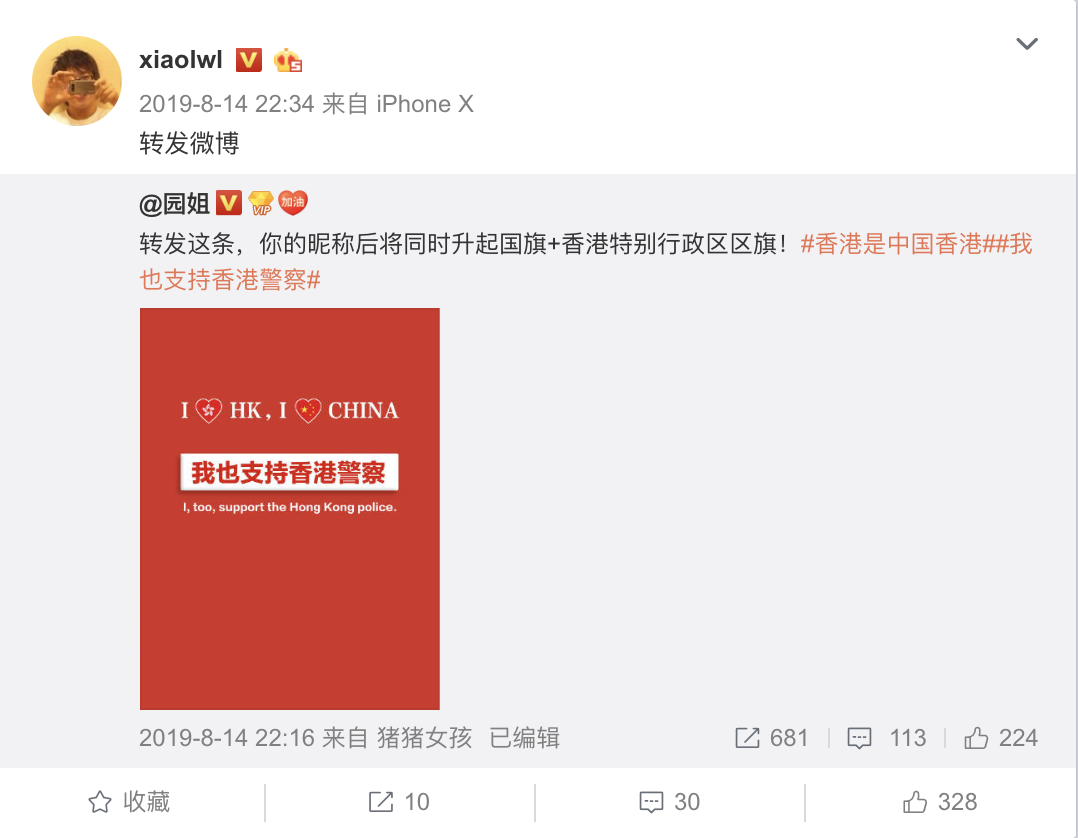 xiaolwl V 5
2019-8-14 22:34 来自 iPhone X
转发微博
@园姐 V VIP 加油
转发这条，你的昵称后将同时升起国旗+香港特别行政区区旗！#香港是中国香港##我
也支持香港警察#
I HK, I CHINA
我也支持香港警察
I, too, support the Hong Kong police.
2019-8-14 22:16 来自 猪猪女孩 已编辑 681 113 224
收藏 10 30 328